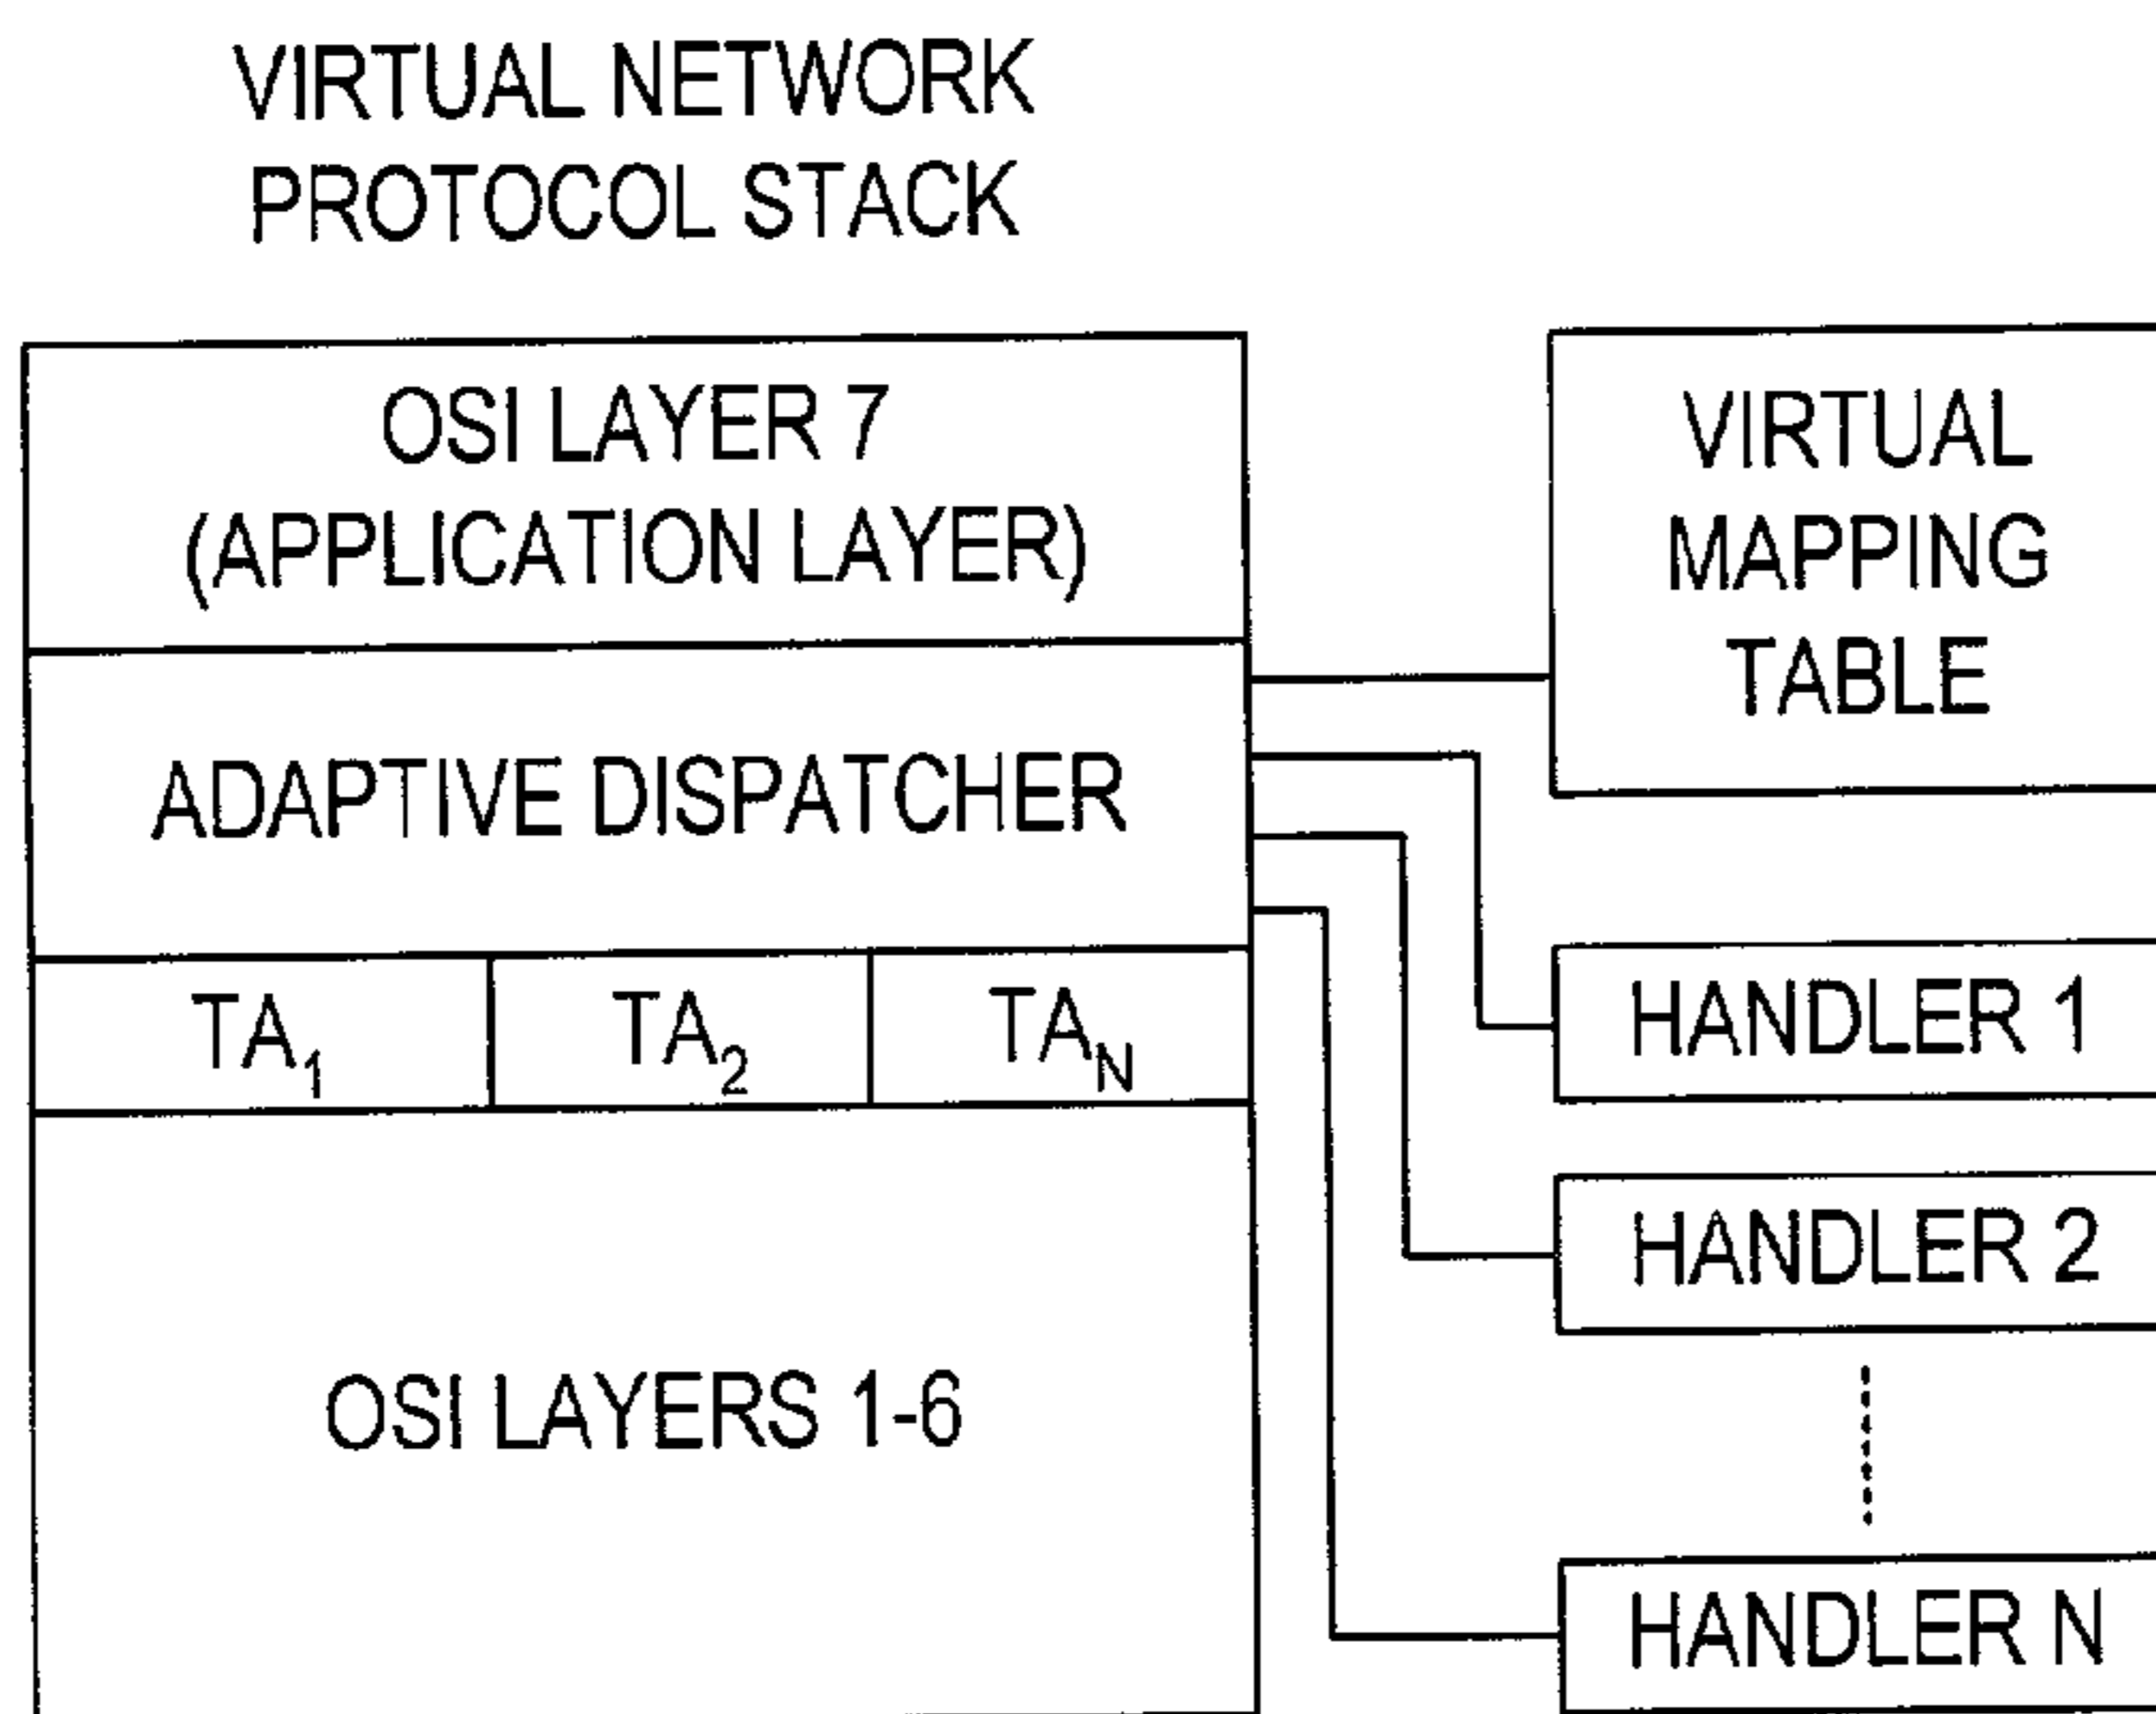 VIRTUAL NETWORK
PROTOCOL STACK
OSI LAYER 7
(APPLICATION LAYER)
ADAPTIVE DISPATCHER
TA1
TA2
TAN
OSI LAYERS 1-6
VIRTUAL
MAPPING
TABLE
HANDLER 1
HANDLER 2
HANDLER N